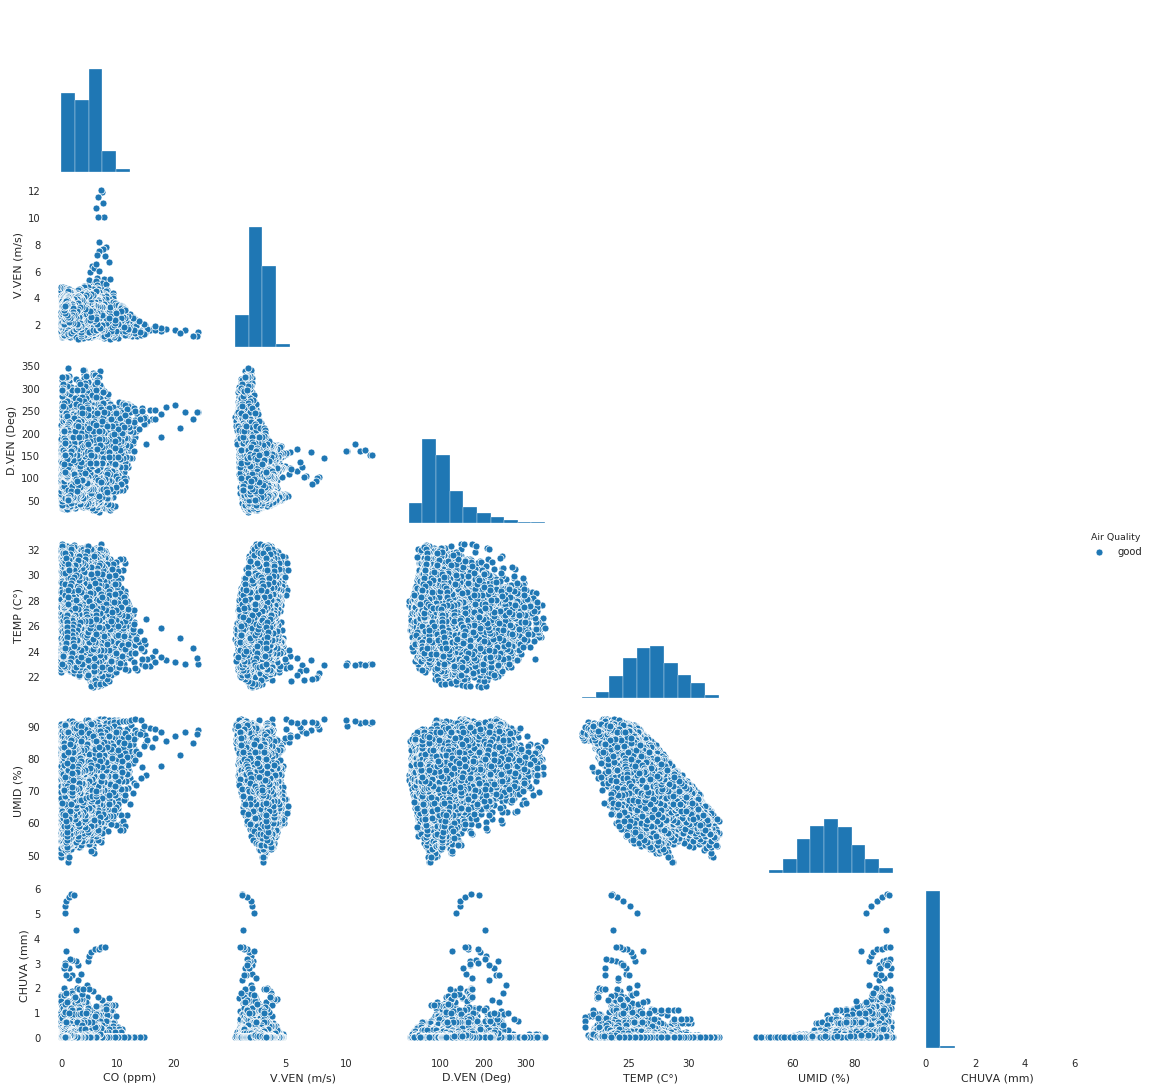 12
10
8
6
4
2
V.VEN (m/s)
350
300
250
200
150
100
50
D.VEN (Deg)
Air Quality
good
32
30
28
26
24
22
TEMP (C°)
90
80
70
60
50
UMID (%)
6
5
4
3
2
1
0
CHUVA (mm)
0 10 20
CO (ppm)
5 10
V.VEN (m/s)
100 200 300
D.VEN (Deg)
25 30
TEMP (C°)
60 80
UMID (%)
0 2 4 6
CHUVA (mm)